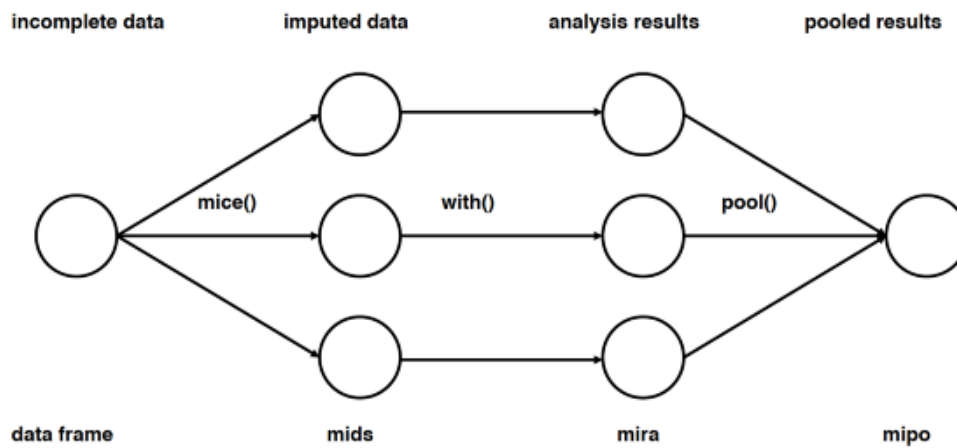 incomplete data imputed data analysis results pooled results
mice() with() pool()
data frame mids mira mipo